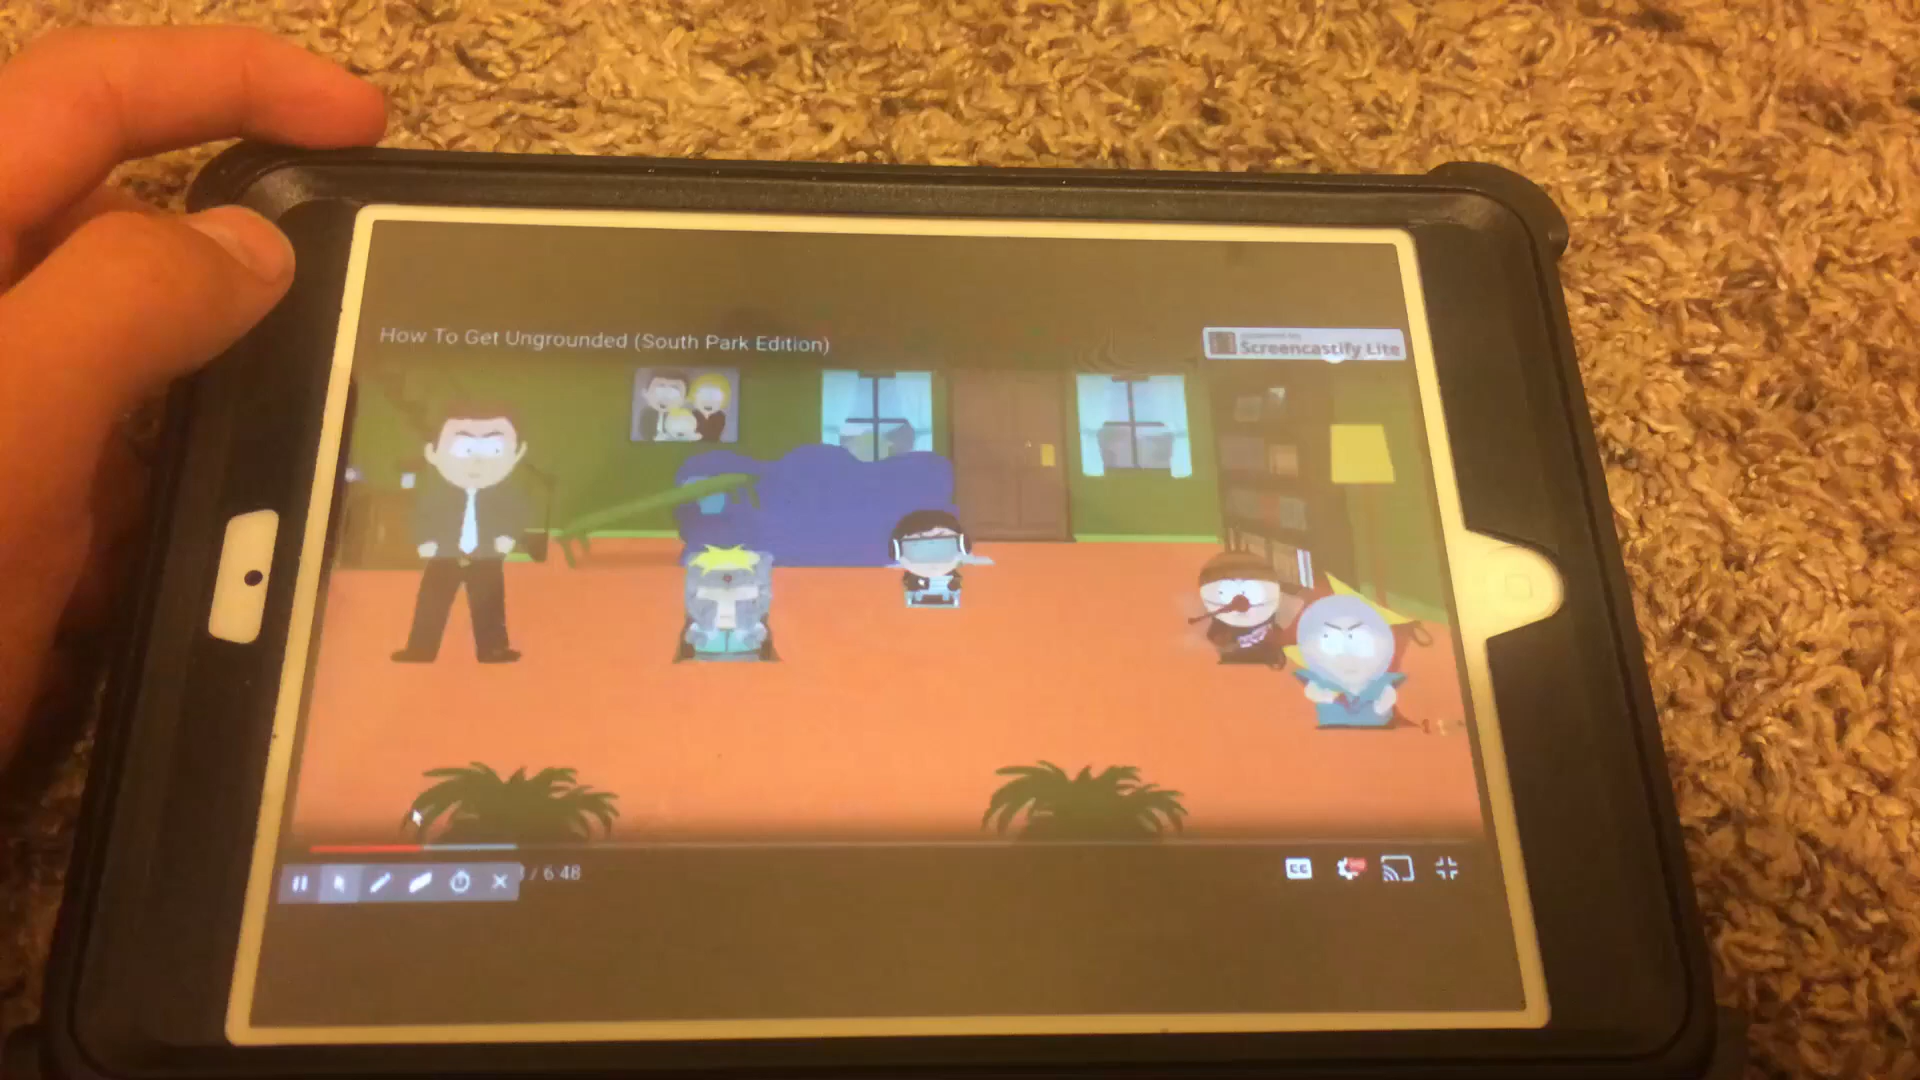 How To Get Ungrounded (South Park Edition)
Screencastify Lite
/ 6:48
CC